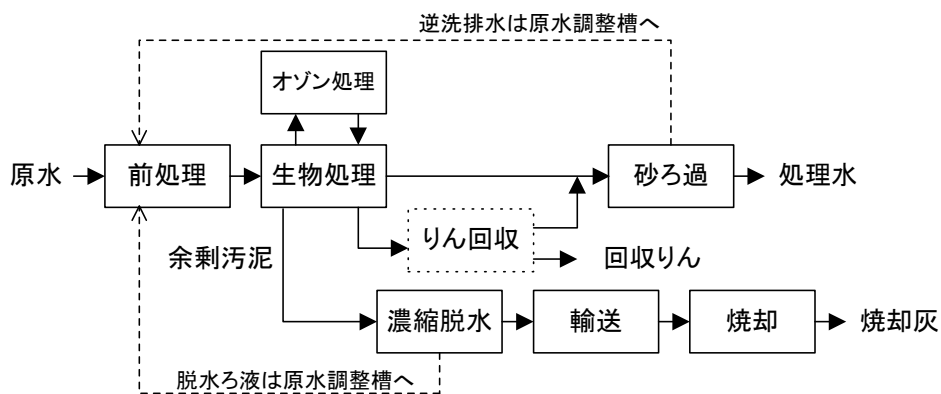 逆洗排水は原水調整槽へ
オゾン処理
原水
前処理
生物処理
砂ろ過
処理水
りん回収
余剰汚泥
回収りん
濃縮脱水
輸送
焼却
焼却灰
脱水ろ液は原水調整槽へ